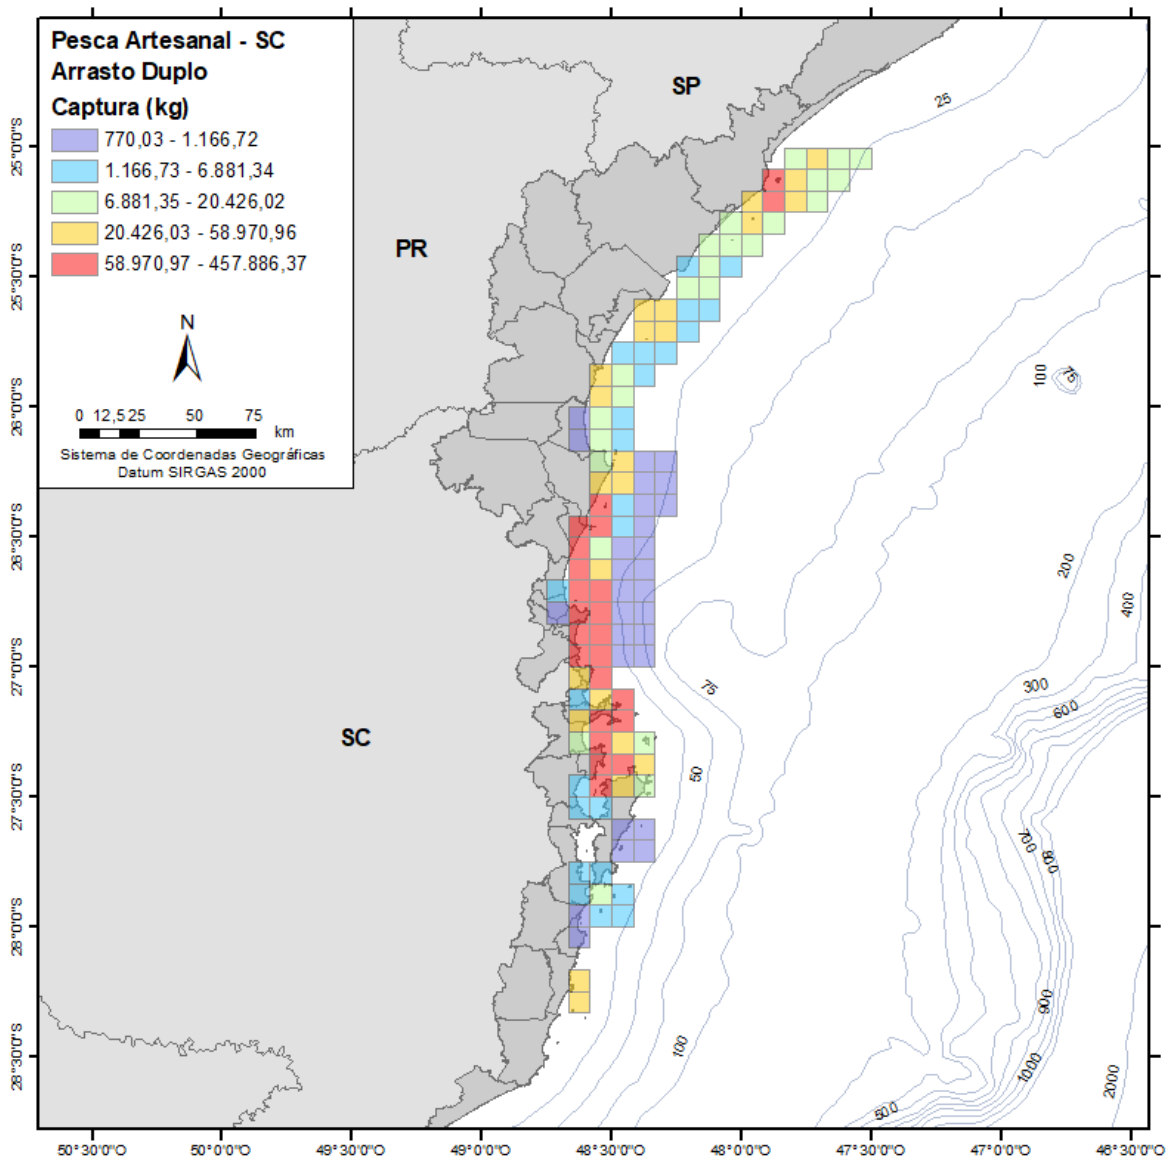 Pesca Artesanal - SC
Arrasto Duplo
Captura (kg)
770,03 - 1.166,72
1.166,73 - 6.881,34
6.881,35 - 20.426,02
20.426,03 - 58.970,96
58.970,97 - 457.886,37
N
0 12,5 25 50 75
km
Sistema de Coordenadas Geográficas
Datum SIRGAS 2000
SP
PR
SC
25
100
75
200
400
300
600
75
50
700
800
100
900
1000
500
2000
25°0'0"S
25°30'0"S
26°0'0"S
26°30'0"S
27°0'0"S
27°30'0"S
28°0'0"S
28°30'0"S
50°30'0"O
50°0'0"O
49°30'0"O
49°0'0"O
48°30'0"O
48°0'0"O
47°30'0"O
47°0'0"O
46°30'0"O